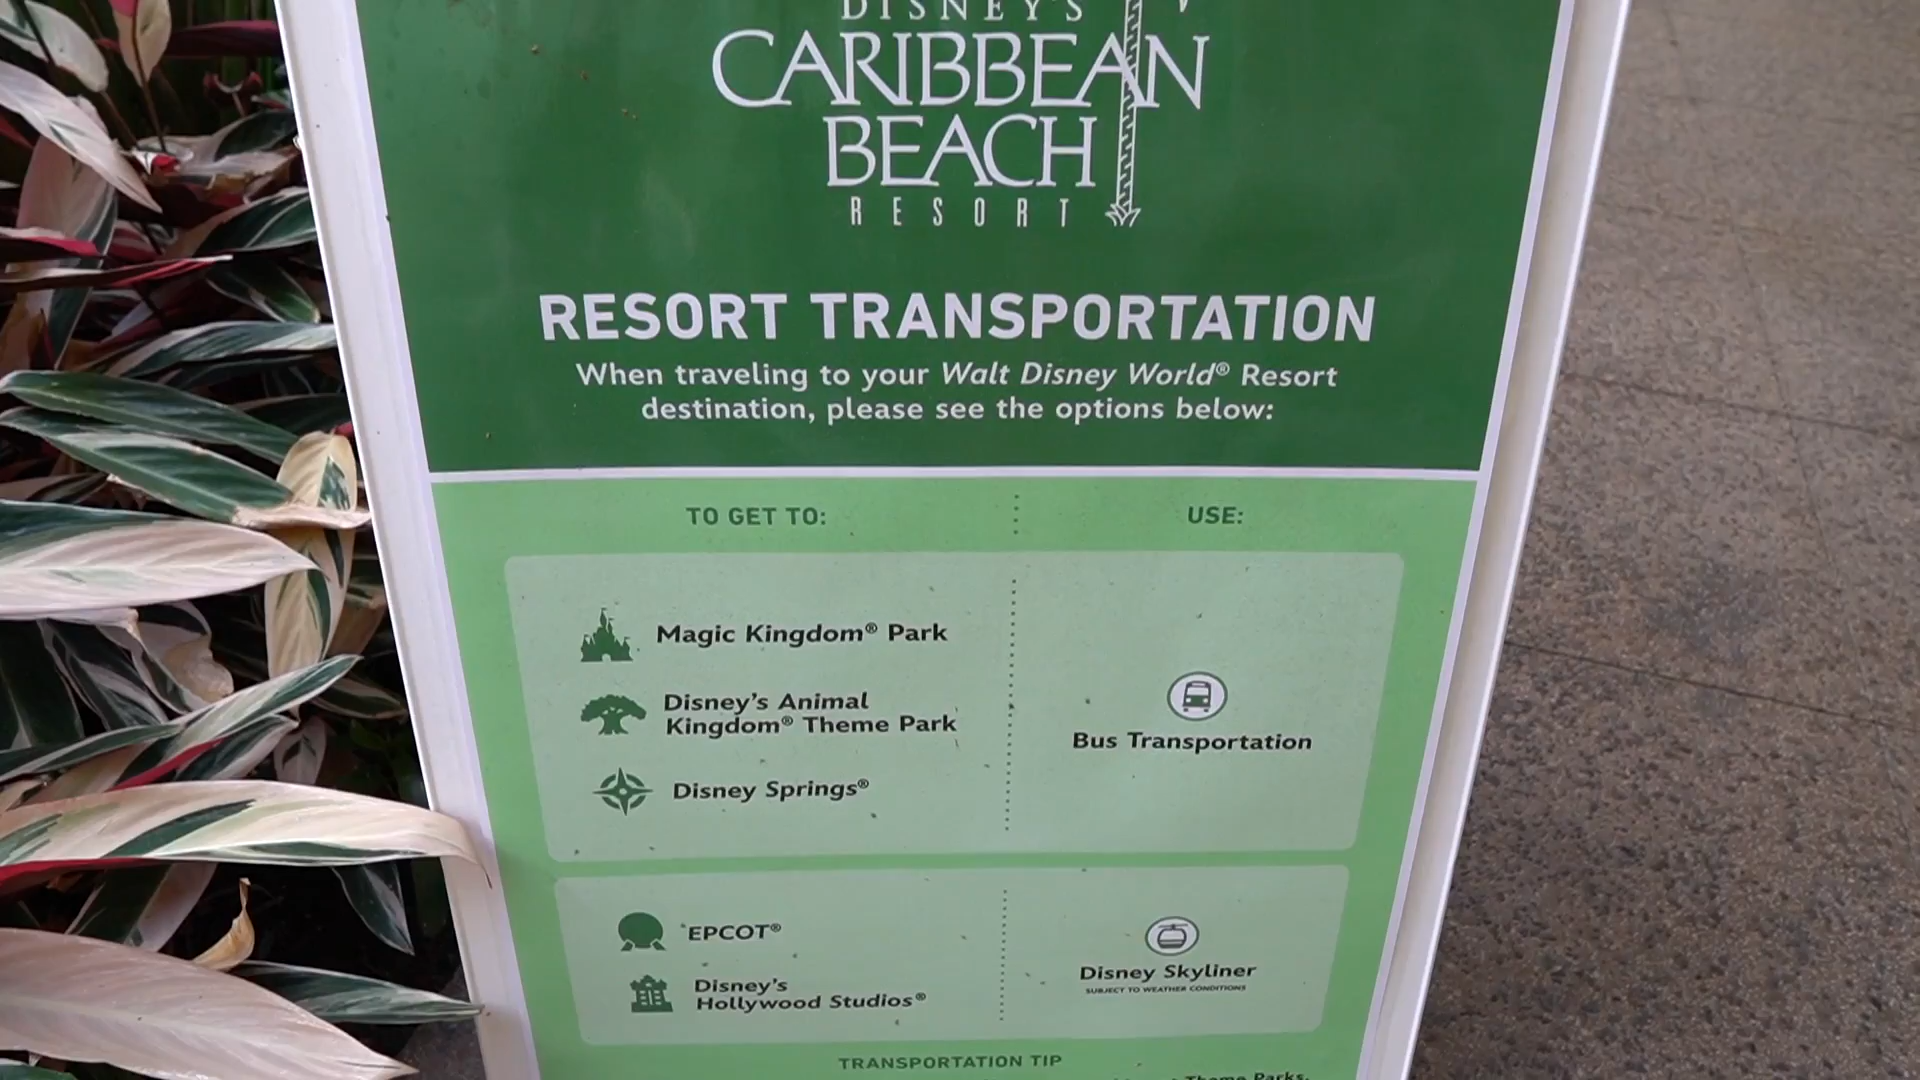 DISNEY'S
CARIBBEAN
BEACH
RESORT
RESORT TRANSPORTATION
When traveling to your Walt Disney World® Resort
destination, please see the options below:
TO GET TO: USE:
Magic Kingdom® Park
Disney's Animal
Kingdom® Theme Park
Bus Transportation
Disney Springs®
EPCOT®
Disney's
Hollywood Studios®
Disney Skyliner
SUBJECT TO WEATHER CONDITIONS
TRANSPORTATION TIP
Theme Parks,